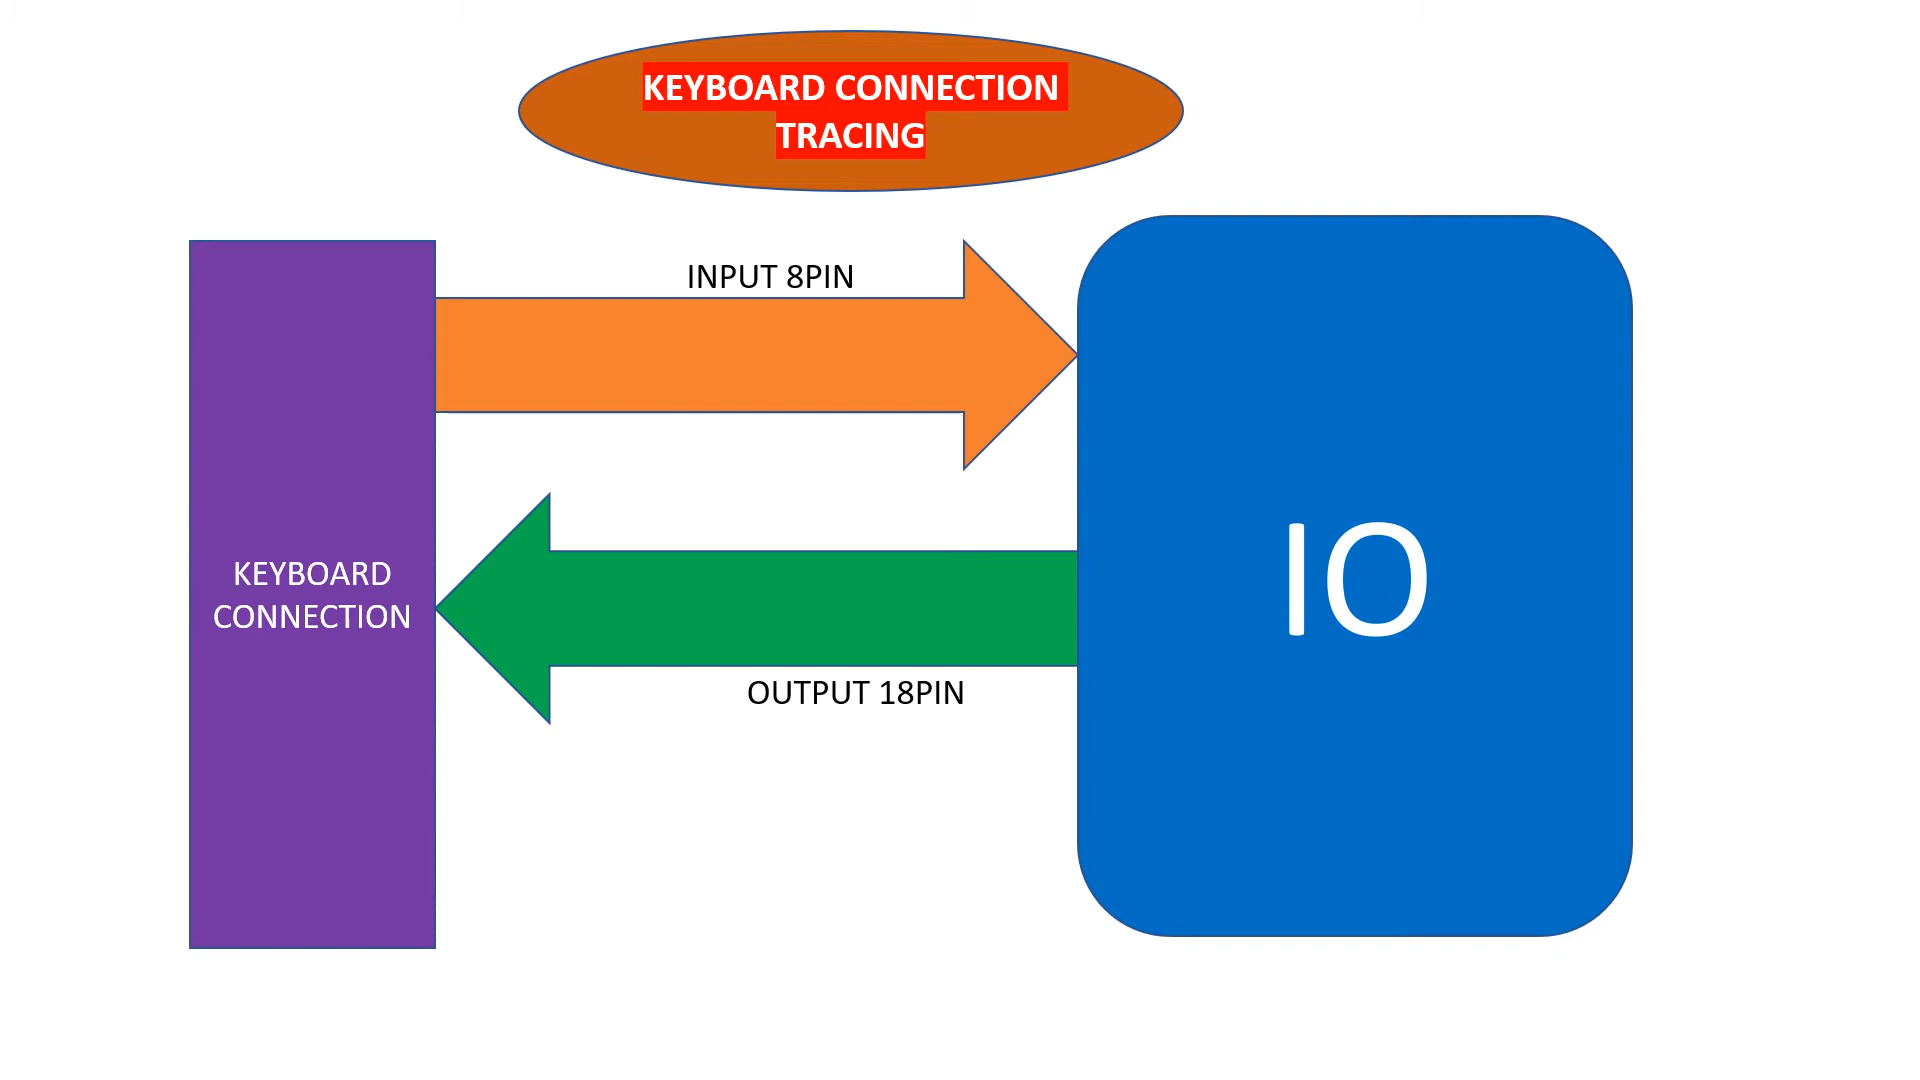 KEYBOARD CONNECTION
TRACING
INPUT 8PIN
KEYBOARD
CONNECTION
IO
OUTPUT 18PIN